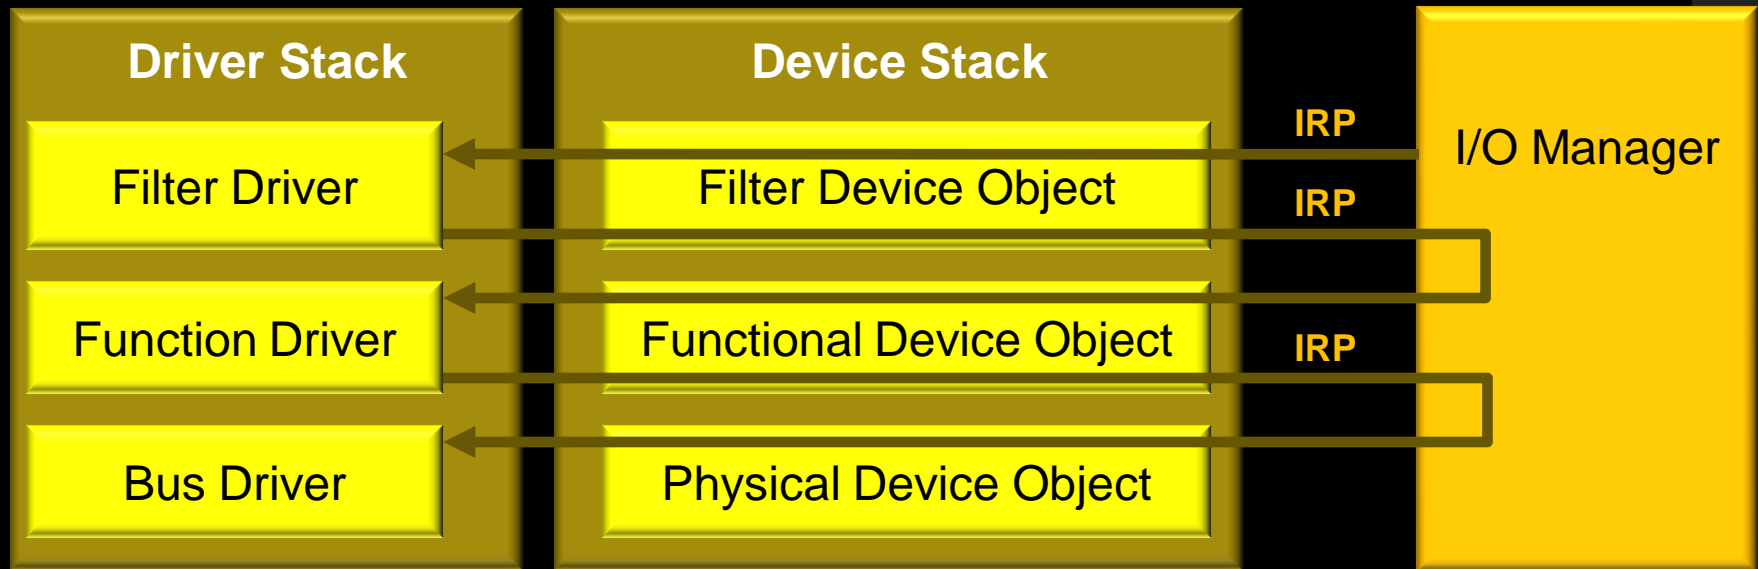 Driver Stack
Device Stack
IRP
I/O Manager
Filter Driver
Filter Device Object
IRP
Function Driver
Functional Device Object
IRP
Bus Driver
Physical Device Object